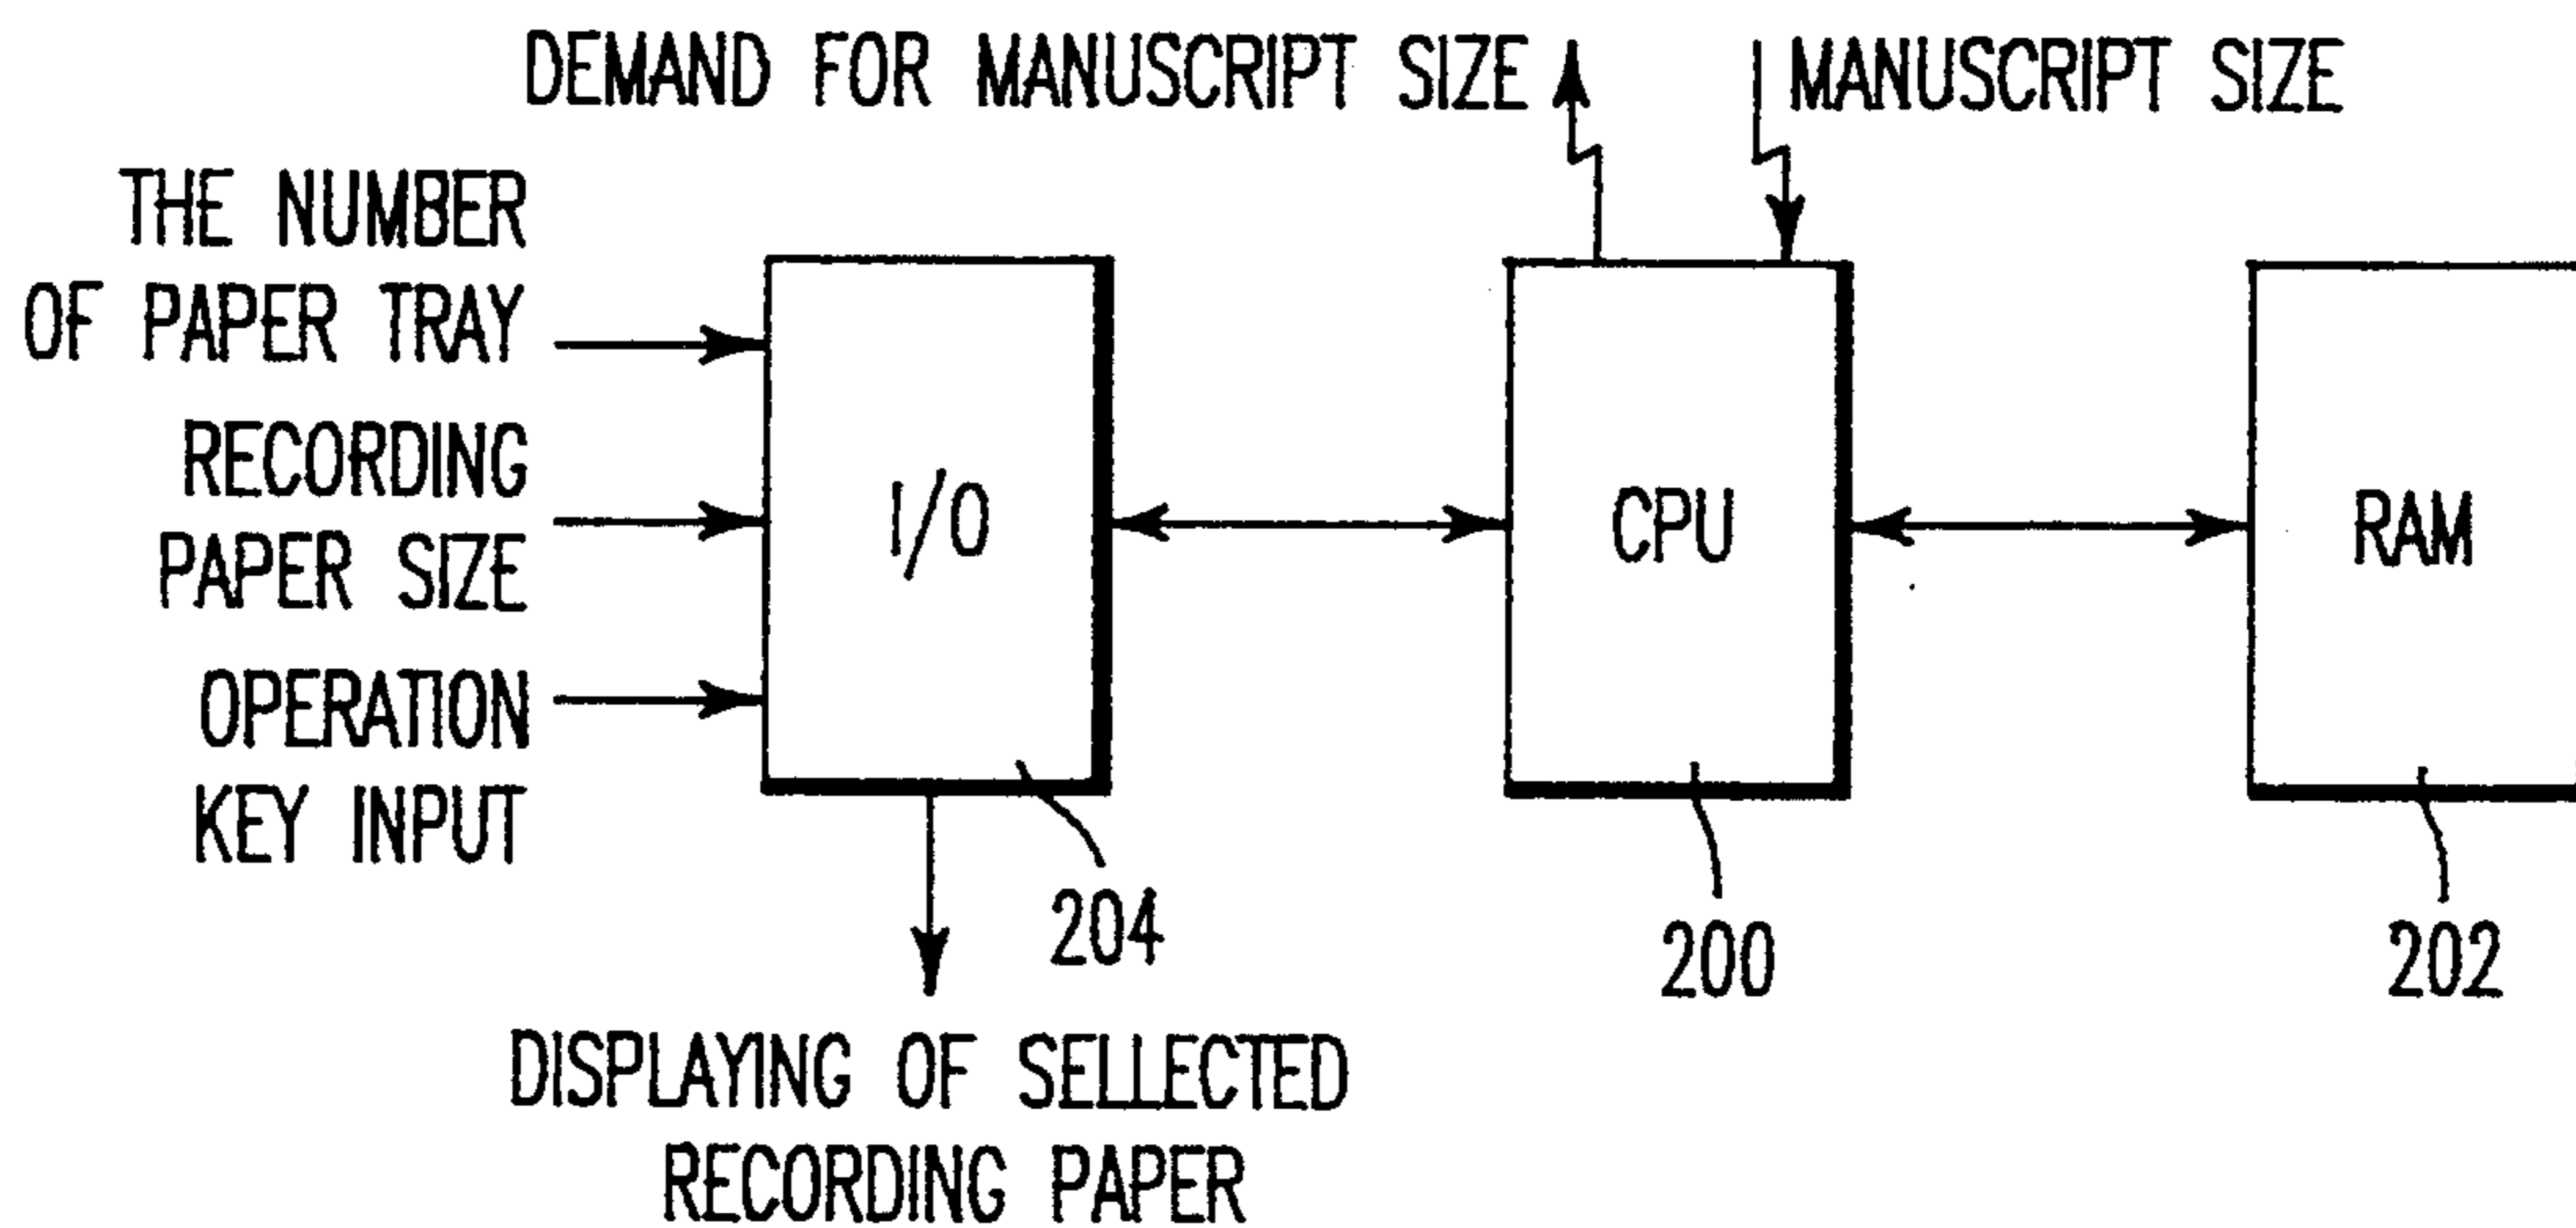 DEMAND FOR MANUSCRIPT SIZE
MANUSCRIPT SIZE
THE NUMBER
OF PAPER TRAY
RECORDING
PAPER SIZE
OPERATION
KEY INPUT
I/O
CPU
RAM
204
200
202
DISPLAYING OF SELLECTED
RECORDING PAPER